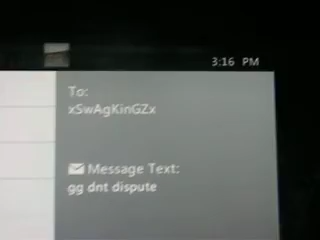 3:16 PM
To:
xSwAgKinGZx
Message Text:
gg dnt dispute